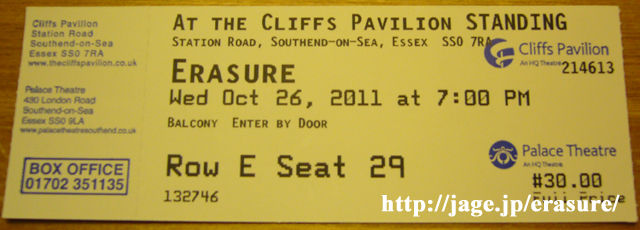 Cliffs Pavilion
Station Road
Southend-on-Sea
Essex SS0 7RA
www.thecliffspavilion.co.uk
Palace Theatre
430 London Road
Southend-on-Sea
Essex SS0 9LA
www.palacetheatresouthend.co.uk
BOX OFFICE
01702 351135
AT THE CLIFFS PAVILION STANDING
STATION ROAD, SOUTHEND-ON-SEA, ESSEX SS0 7RA
ERASURE
Wed Oct 26, 2011 at 7:00 PM
BALCONY ENTER BY DOOR
Row E Seat 29
132746
Cliffs Pavilion
An HQ Theatre
214613
Palace Theatre
An HQ Theatre
#30.00
Full Price
http://jage.jp/erasure/